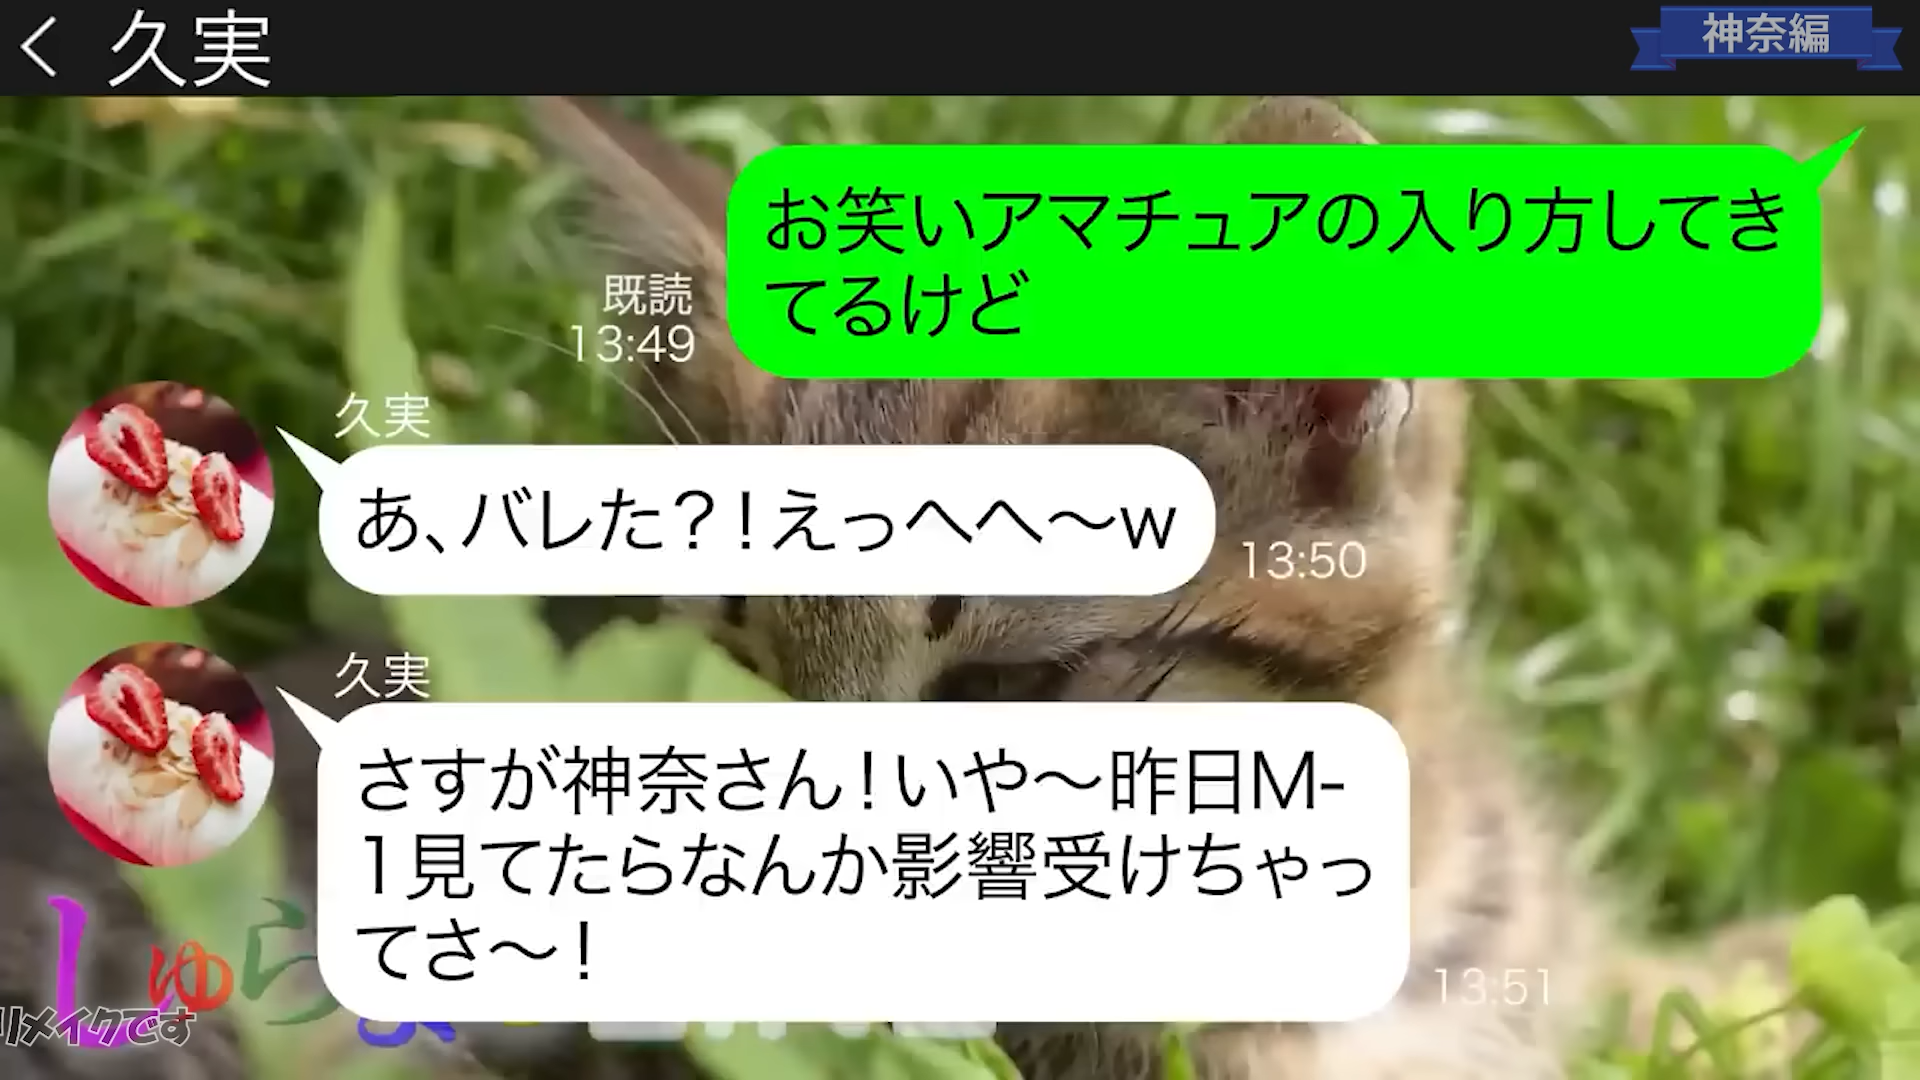 久実
神奈編
お笑いアマチュアの入り方してき
てるけど
既読
13:49
久実
あ、バレた？！えっへへ〜w
13:50
久実
さすが神奈さん！いや〜昨日M-
1見てたらなんか影響受けちゃっ
てさ〜！
13:51
しゅら
リメイクです